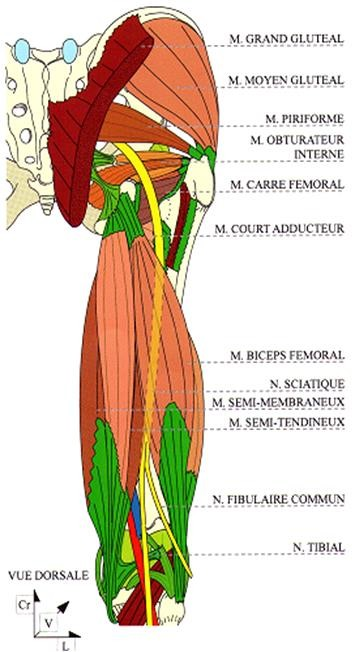 M. GRAND GLUTEAL
M. MOYEN GLUTEAL
M. PIRIFORME
M. OBTURATEUR
INTERNE
M. CARRE FEMORAL
M. COURT ADDUCTEUR
M. BICEPS FEMORAL
N. SCIATIQUE
M. SEMI-MEMBRANEUX
M. SEMI-TENDINEUX
N. FIBULAIRE COMMUN
N. TIBIAL
VUE DORSALE
Cr
V
L